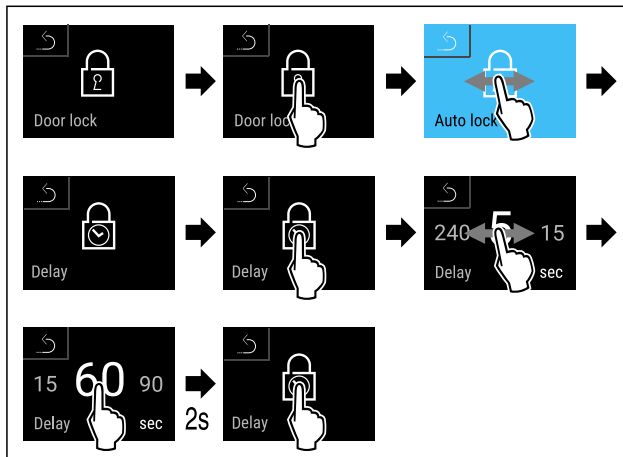 Door lock
Door loc
Auto lock
Delay
Delay
240 5 15
Delay sec
15 60 90
Delay sec
2s
Delay